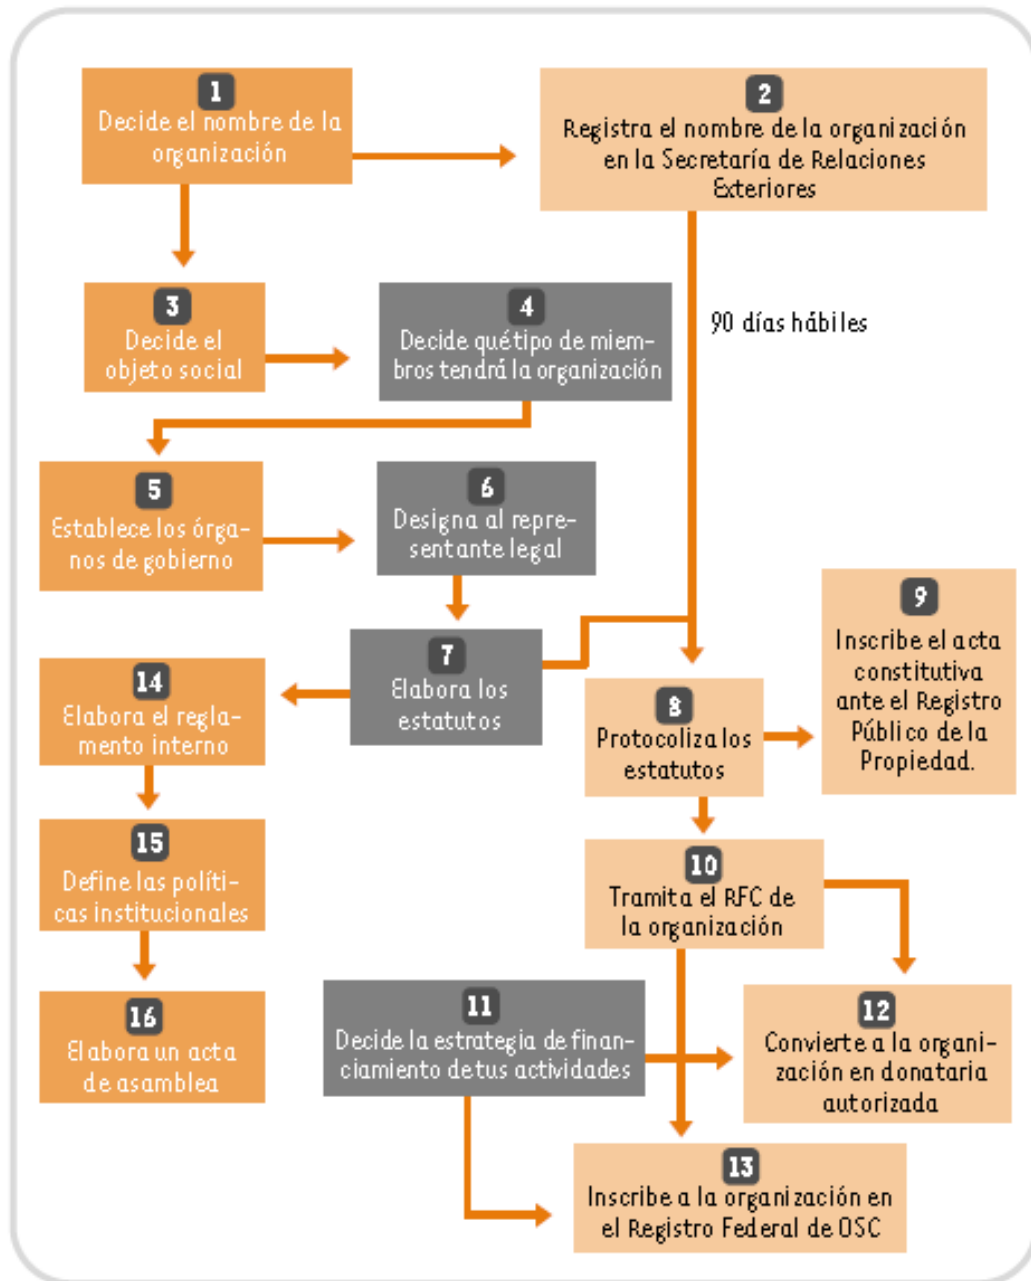 1
Decide el nombre de la
organización
2
Registra el nombre de la organización
en la Secretaría de Relaciones
Exteriores
3
Decide el
objeto social
4
Decide qué tipo de miem-
bros tendrá la organización
90 días hábiles
5
Establece los órga-
nos de gobierno
6
Designa al repre-
sentante legal
7
Elabora los
estatutos
8
Protocoliza los
estatutos
9
Inscribe el acta
constitutiva
ante el Registro
Público de la
Propiedad.
10
Tramita el RFC de
la organización
11
Decide la estrategia de finan-
ciamiento de tus actividades
12
Convierte a la organi-
zación en donataria
autorizada
13
Inscribe a la organización en
el Registro Federal de OSC
14
Elabora el regla-
mento interno
15
Define las políti-
cas institucionales
16
Elabora un acta
de asamblea